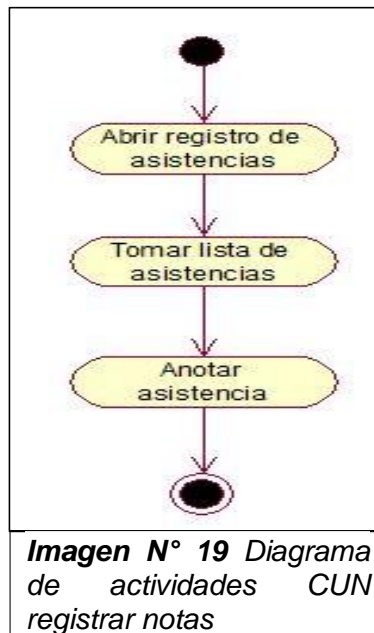 Abrir registro de
asistencias
Tomar lista de
asistencias
Anotar
asistencia
Imagen N° 19 Diagrama
de actividades CUN
registrar notas